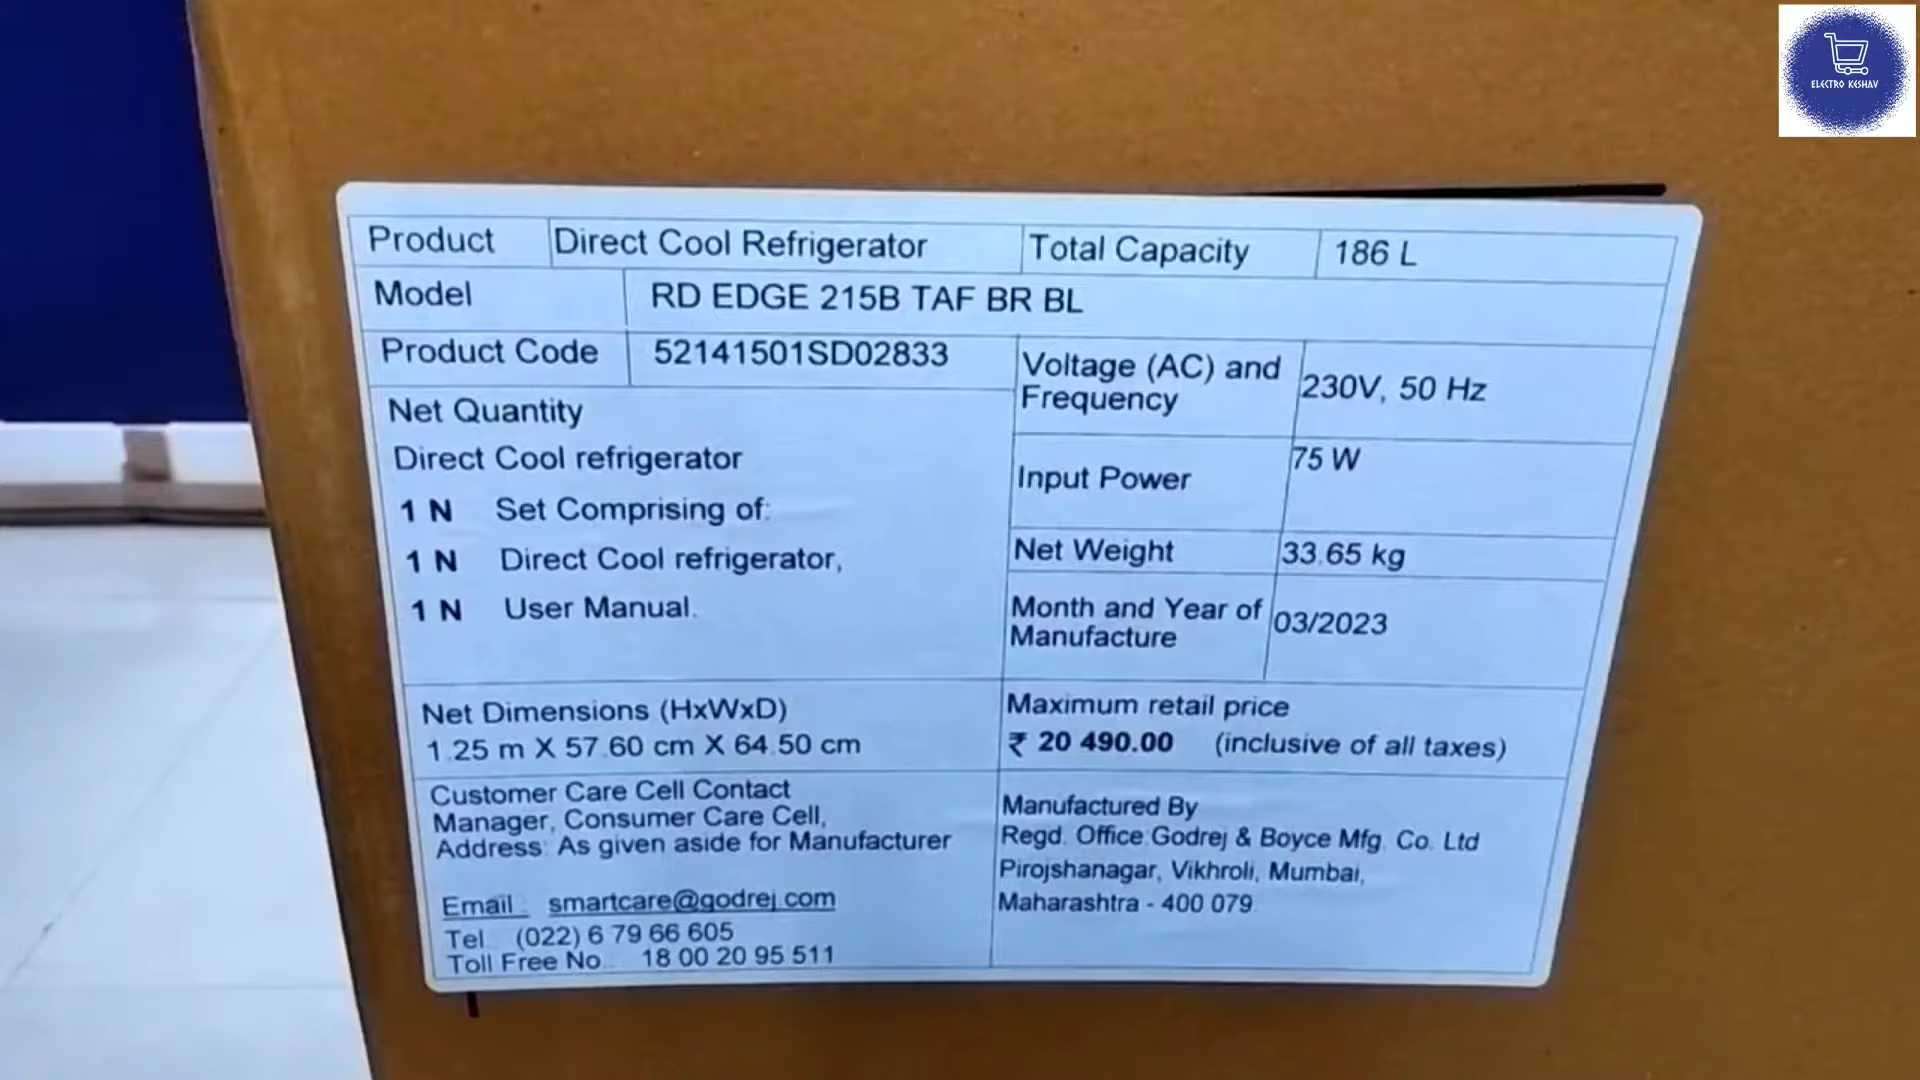 ELECTRO KESHAV
Product Direct Cool Refrigerator Total Capacity 186 L
Model RD EDGE 215B TAF BR BL
Product Code 52141501SD02833
Voltage (AC) and
Frequency 230V, 50 Hz
Net Quantity
Direct Cool refrigerator
1 N Set Comprising of:
1 N Direct Cool refrigerator,
1 N User Manual.
Input Power 75 W
Net Weight 33.65 kg
Month and Year of
Manufacture 03/2023
Net Dimensions (HxWxD)
1.25 m X 57.60 cm X 64.50 cm
Maximum retail price
₹ 20 490.00 (inclusive of all taxes)
Customer Care Cell Contact
Manager, Consumer Care Cell,
Address: As given aside for Manufacturer
Email : smartcare@godrej.com
Tel. (022) 6 79 66 605
Toll Free No.. 18 00 20 95 511
Manufactured By
Regd. Office:Godrej & Boyce Mfg. Co. Ltd
Pirojshanagar, Vikhroli, Mumbai,
Maharashtra - 400 079.